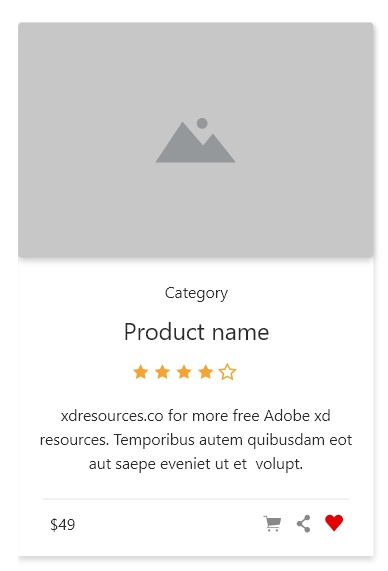 Category
Product name
xdresources.co for more free Adobe xd
resources. Temporibus autem quibusdam eot
aut saepe eveniet ut et  volupt.
$49